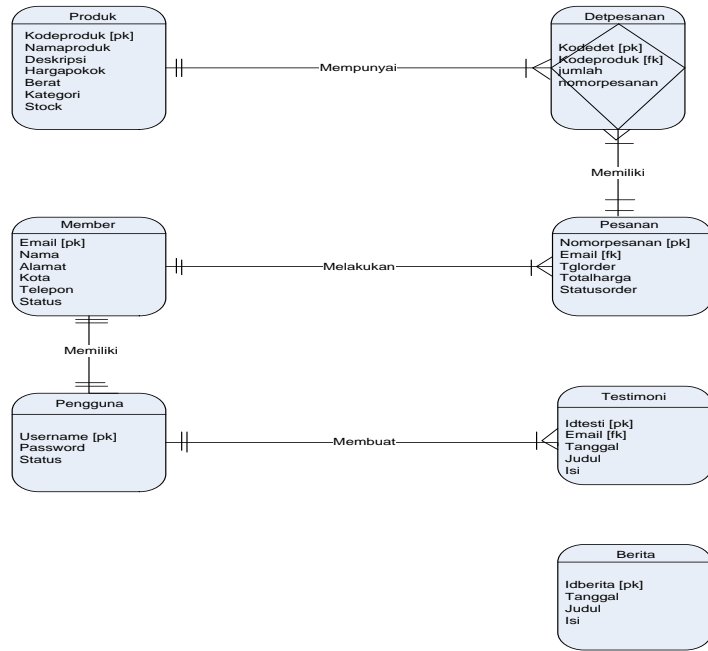 Produk
Kodeproduk [pk]
Namaproduk
Deskripsi
Hargapokok
Berat
Kategori
Stock
Mempunyai
Detpesanan
Kodedet [pk]
Kodeproduk [fk]
jumlah
nomorpesanan
Memiliki
Member
Email [pk]
Nama
Alamat
Kota
Telepon
Status
Melakukan
Pesanan
Nomorpesanan [pk]
Email [fk]
Tglorder
Totalharga
Statusorder
Memiliki
Pengguna
Username [pk]
Password
Status
Membuat
Testimoni
Idtesti [pk]
Email [fk]
Tanggal
Judul
Isi
Berita
Idberita [pk]
Tanggal
Judul
Isi